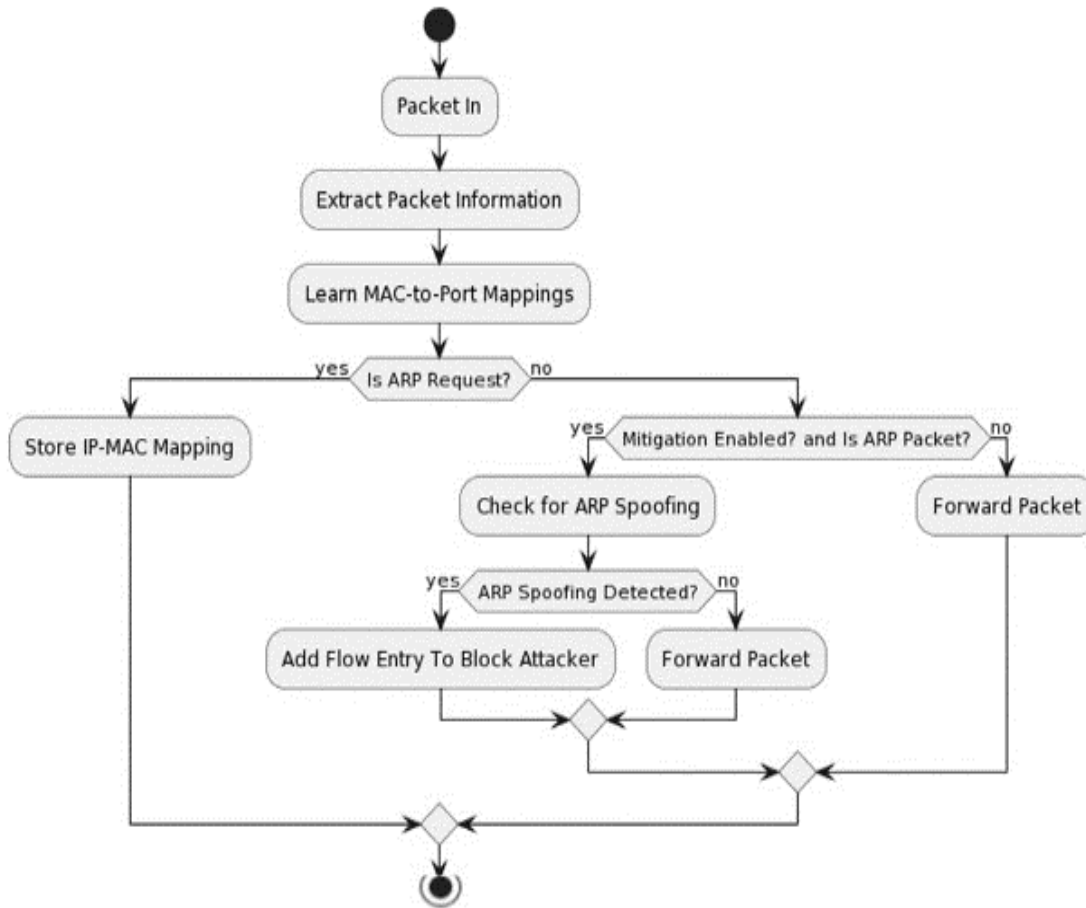 Packet In
Extract Packet Information
Learn MAC-to-Port Mappings
yes
Is ARP Request?
no
Store IP-MAC Mapping
yes
Mitigation Enabled? and Is ARP Packet?
no
Check for ARP Spoofing
Forward Packet
yes
ARP Spoofing Detected?
no
Add Flow Entry To Block Attacker
Forward Packet